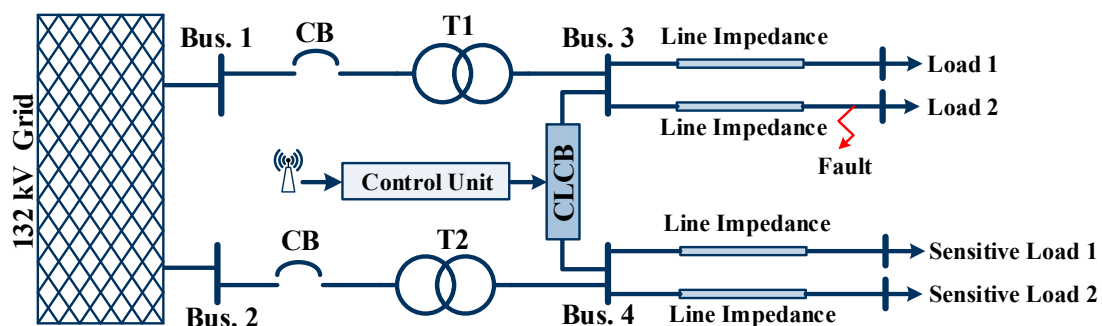 132 kV Grid
Bus. 1
CB
T1
Bus. 3
Line Impedance
Load 1
Line Impedance
Load 2
Fault
Control Unit
CLCB
Bus. 2
CB
T2
Bus. 4
Line Impedance
Sensitive Load 1
Line Impedance
Sensitive Load 2